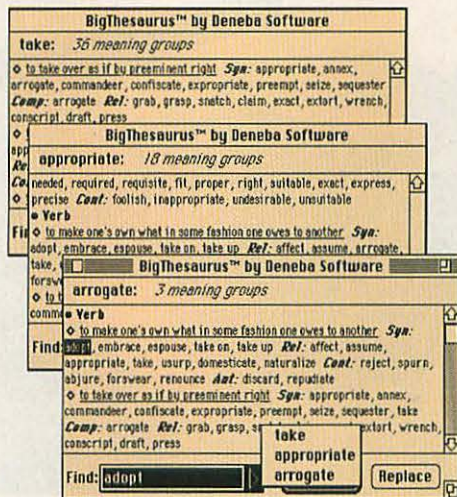 BigThesaurus™ by Deneba Software
take: 36 meaning groups
◇ to take over as if by preeminent right Syn: appropriate, annex,
arrogate, commandeer, confiscate, expropriate, preempt, seize, sequester
Comp: arrogate Rel: grab, grasp, snatch, claim, exact, extort, wrench,
conscript, draft, press
BigThesaurus™ by Deneba Software
appropriate: 18 meaning groups
needed, required, requisite, fit, proper, right, suitable, exact, express,
precise Cont: foolish, inappropriate, undesirable, unsuitable
• Verb
◇ to make one's own what in some fashion one owes to another Syn:
adopt, embrace, espouse, take on, take up Rel: affect, assume, arrogate,
take,
BigThesaurus™ by Deneba Software
arrogate: 3 meaning groups
• Verb
◇ to make one's own what in some fashion one owes to another Syn:
adopt, embrace, espouse, take on, take up Rel: affect, assume,
appropriate, take, usurp, domesticate, naturalize Cont: reject, spurn,
abjure, forswear, renounce Ant: discard, repudiate
◇ to take over as if by preeminent right Syn: appropriate, annex,
commandeer, confiscate, expropriate, preempt, seize, sequester, take
Comp: arrogate Rel: grab, grasp, extort, wrench,
conscript, draft, press
take
appropriate
arrogate
Find: adopt Replace